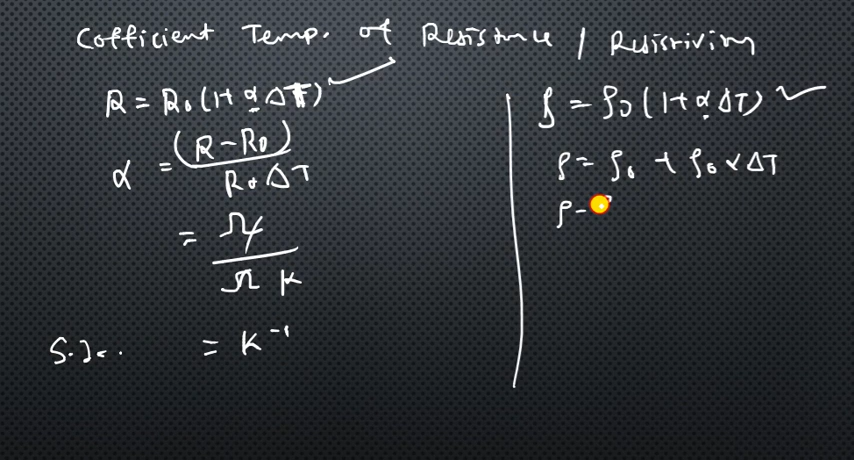 Cofficient Temp. of Resistance / Resistivity
R = R₀ (1 + α ΔT)
α = (R – R₀) / R₀ ΔT
= Ω / Ω K
S.I.. = K⁻¹
ρ = ρ₀ (1 + α ΔT)
ρ = ρ₀ + ρ₀ α ΔT
ρ –